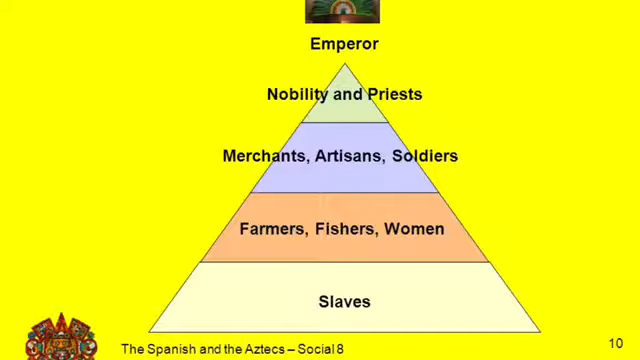 Emperor
Nobility and Priests
Merchants, Artisans, Soldiers
Farmers, Fishers, Women
Slaves
The Spanish and the Aztecs – Social 8
10